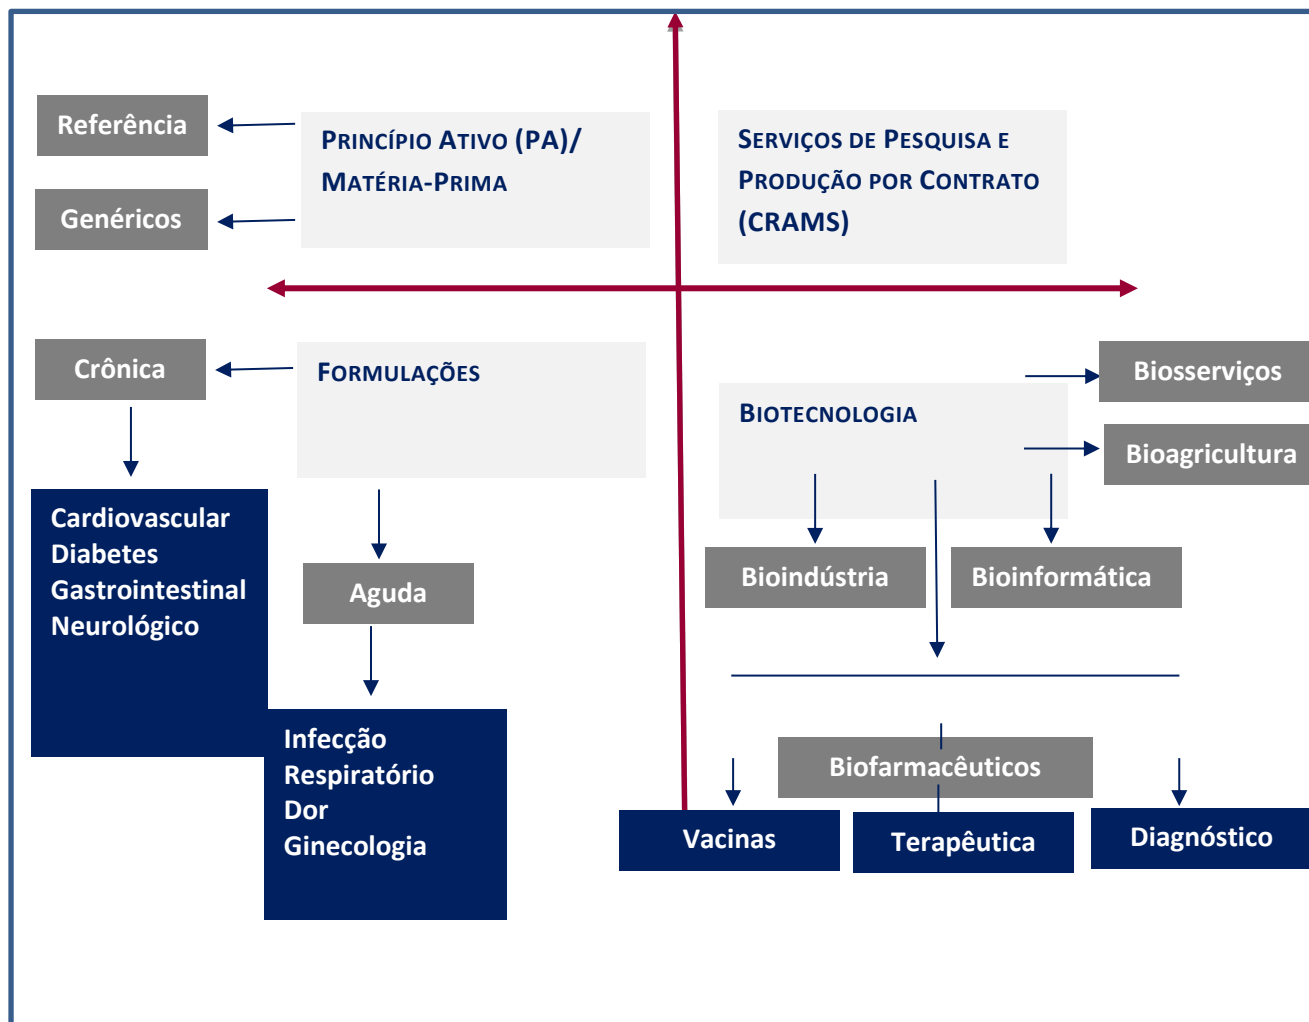 Referência
Genéricos
PRINCÍPIO ATIVO (PA)/
MATÉRIA-PRIMA
SERVIÇOS DE PESQUISA E
PRODUÇÃO POR CONTRATO
(CRAMS)
Crônica
FORMULAÇÕES
Cardiovascular
Diabetes
Gastrointestinal
Neurológico
Aguda
Infecção
Respiratório
Dor
Ginecologia
BIOTECNOLOGIA
Biosserviços
Bioagricultura
Bioindústria
Bioinformática
Biofarmacêuticos
Vacinas
Terapêutica
Diagnóstico